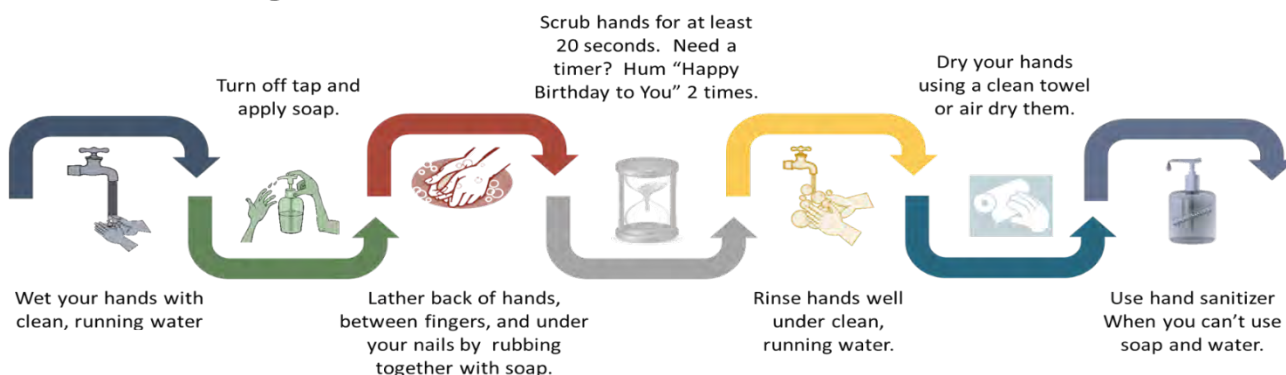 Wet your hands with
clean, running water
Turn off tap and
apply soap.
Lather back of hands,
between fingers, and under
your nails by rubbing
together with soap.
Scrub hands for at least
20 seconds. Need a
timer? Hum “Happy
Birthday to You” 2 times.
Rinse hands well
under clean,
running water.
Dry your hands
using a clean towel
or air dry them.
Use hand sanitizer
When you can’t use
soap and water.